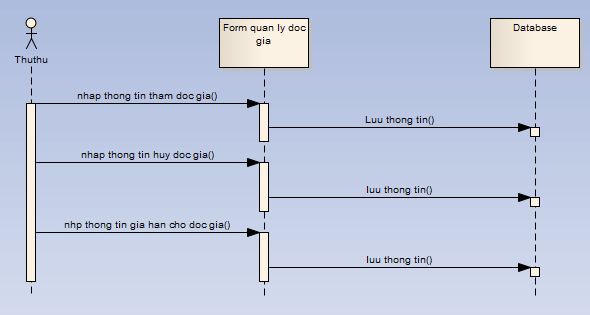 Form quan ly doc
gia
Database
Thuthu
nhap thong tin tham doc gia()
Luu thong tin()
nhap thong tin huy doc gia()
luu thong tin()
nhp thong tin gia han cho doc gia()
luu thong tin()